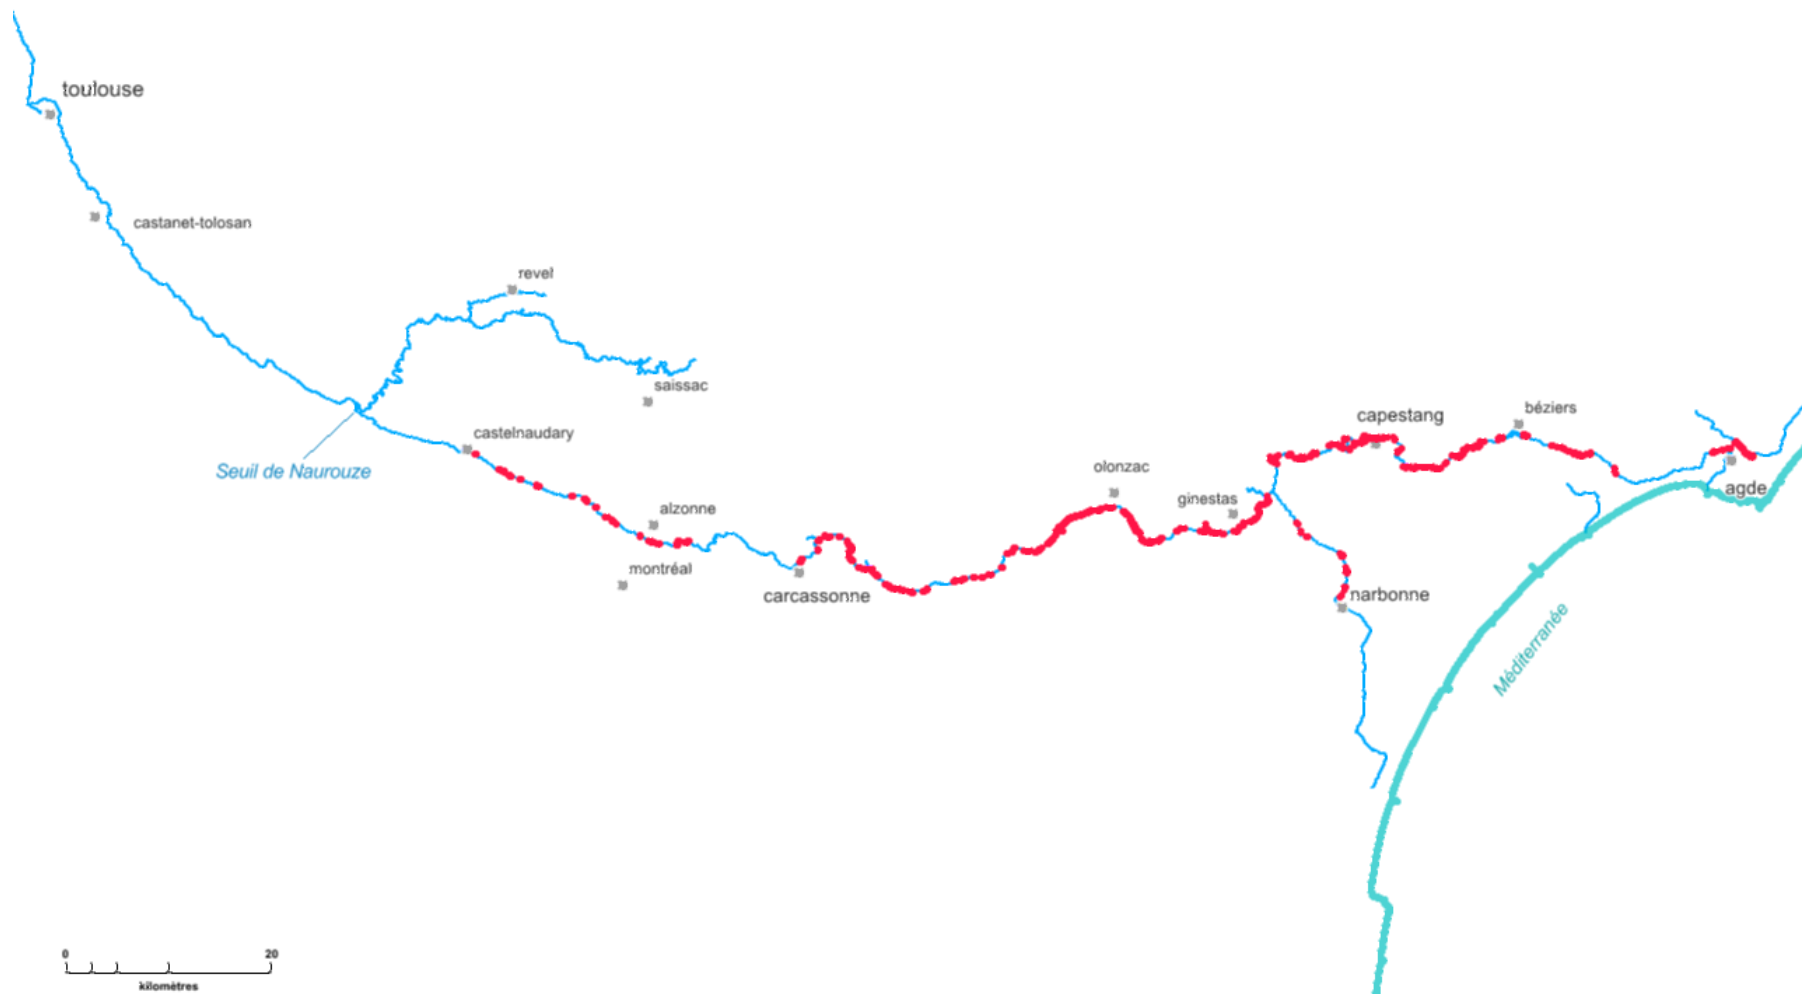 toulouse
castanet-tolosan
revel
saissac
castelnaudary
Seuil de Naurouze
alzonne
montréal
carcassonne
olonzac
ginestas
capestang
béziers
agde
narbonne
Méditerranée
0 20
kilomètres